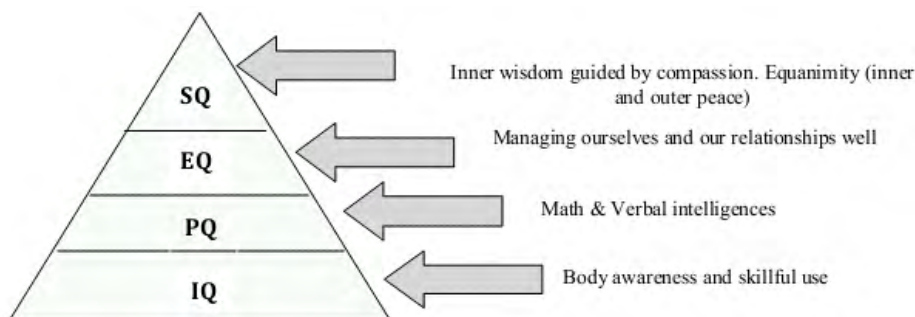 SQ
Inner wisdom guided by compassion. Equanimity (inner
and outer peace)
EQ
Managing ourselves and our relationships well
PQ
Math & Verbal intelligences
IQ
Body awareness and skillful use